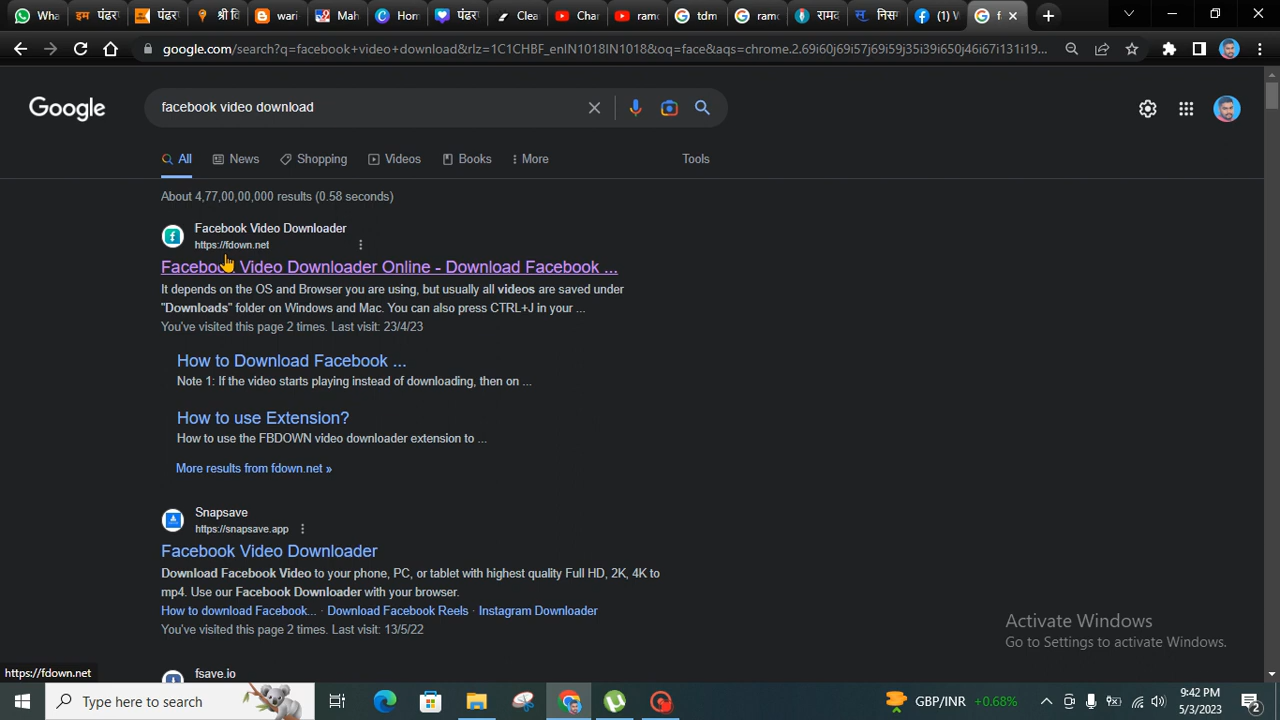 Wha
इम पंढर
पंढर
श्री वि
wari
Mah
Hon
पंढर
Clea
Char
ramc
tdm
ramc
रामद
निस
(1) W
f
google.com/search?q=facebook+video+download&rlz=1C1CHBF_enIN1018IN1018&oq=face&aqs=chrome.2.69i60j69i57j69i59j35i39i650j46i67i131i19...
Google
facebook video download
All
News
Shopping
Videos
Books
More
Tools
About 4,77,00,00,000 results (0.58 seconds)
Facebook Video Downloader
https://fdown.net
Facebook Video Downloader Online - Download Facebook ...
It depends on the OS and Browser you are using, but usually all videos are saved under
"Downloads" folder on Windows and Mac. You can also press CTRL+J in your ...
You've visited this page 2 times. Last visit: 23/4/23
How to Download Facebook ...
Note 1: If the video starts playing instead of downloading, then on ...
How to use Extension?
How to use the FBDOWN video downloader extension to ...
More results from fdown.net »
Snapsave
https://snapsave.app
Facebook Video Downloader
Download Facebook Video to your phone, PC, or tablet with highest quality Full HD, 2K, 4K to
mp4. Use our Facebook Downloader with your browser.
How to download Facebook... · Download Facebook Reels · Instagram Downloader
You've visited this page 2 times. Last visit: 13/5/22
Activate Windows
Go to Settings to activate Windows.
fsave.io
https://fdown.net
Type here to search
GBP/INR +0.68%
9:42 PM
5/3/2023
2